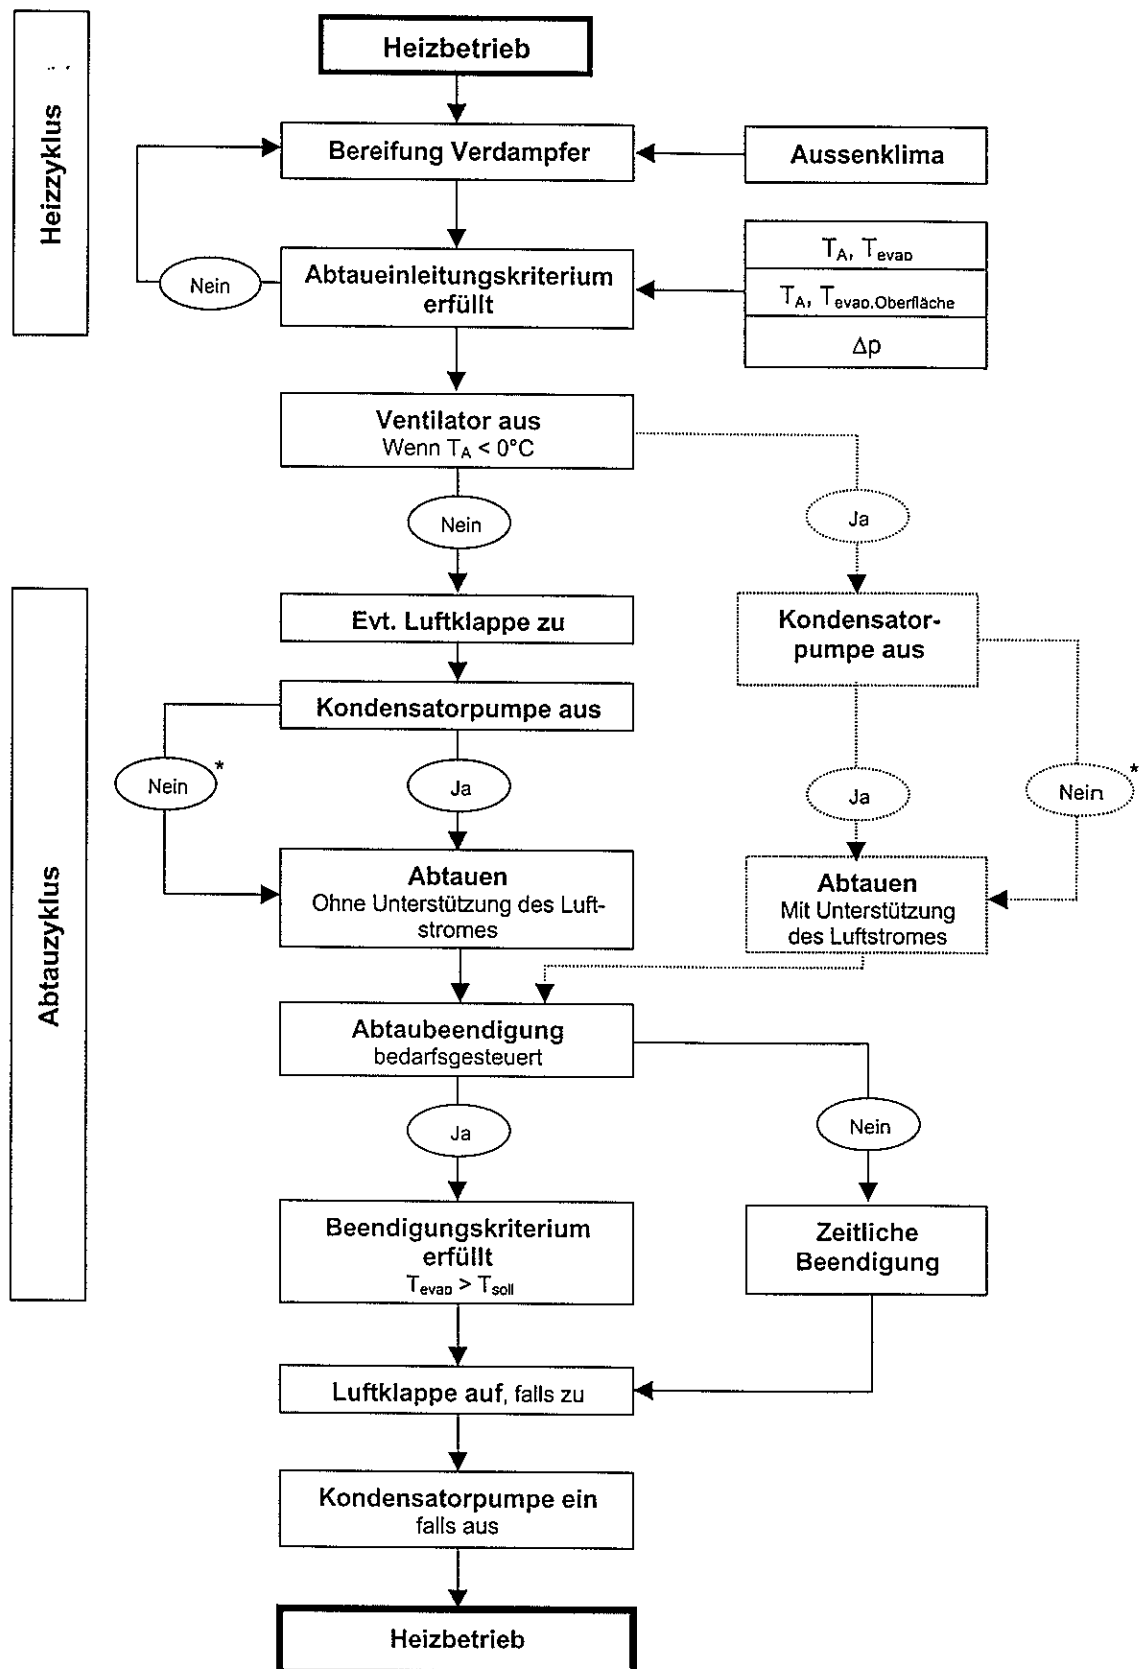 Heizzyklus
Heizbetrieb
Bereifung Verdampfer
Aussenklima
Nein
Abtaueinleitungskriterium
erfüllt
T_A, T_evap
T_A, T_evap,Oberfläche
Δp
Ventilator aus
Wenn T_A < 0°C
Nein
Ja
Abtauzyklus
Evt. Luftklappe zu
Kondensator-
pumpe aus
Kondensatorpumpe aus
Nein *
Ja
Ja
Nein *
Abtauen
Ohne Unterstützung des Luft-
stromes
Abtauen
Mit Unterstützung
des Luftstromes
Abtaubeendigung
bedarfsgesteuert
Ja
Nein
Beendigungskriterium
erfüllt
T_evap > T_soll
Zeitliche
Beendigung
Luftklappe auf, falls zu
Kondensatorpumpe ein
falls aus
Heizbetrieb